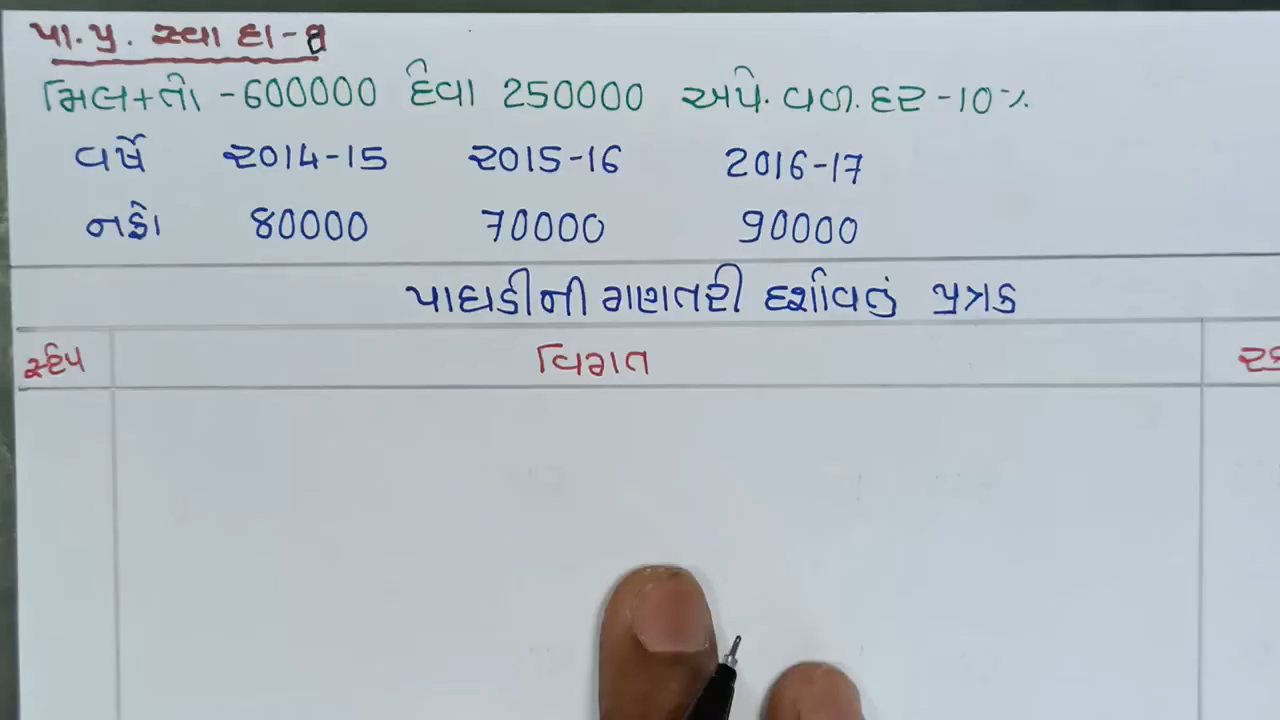 પા.પુ. સ્વા દા-8
મિલ+તો -600000 દેવા 250000 અપે.વળ.દર -10%
વર્ષ 2014-15 2015-16 2016-17
નફો 80000 70000 90000
પાઘડીની ગણતરી દર્શાવતું પત્રક
સ્ટેપ વિગત